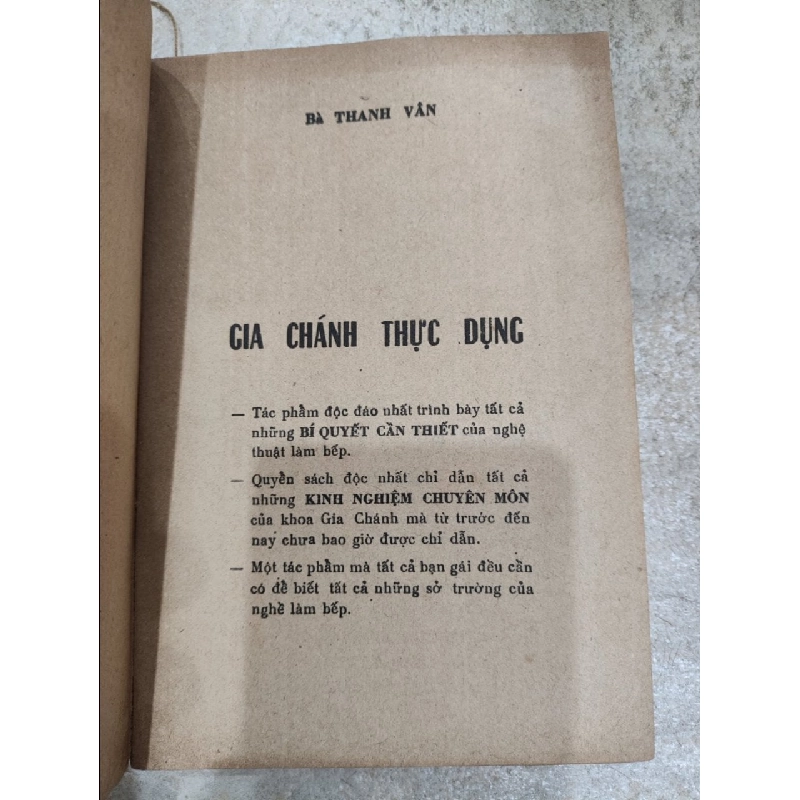 Bà THANH VÂN
GIA CHÁNH THỰC DỤNG
— Tác phẩm độc đáo nhất trình bày tất cả
những BÍ QUYẾT CẦN THIẾT của nghệ
thuật làm bếp.
— Quyển sách độc nhất chỉ dẫn tất cả
những KINH NGHIỆM CHUYÊN MÔN
của khoa Gia Chánh mà từ trước đến
nay chưa bao giờ được chỉ dẫn.
— Một tác phẩm mà tất cả bạn gái đều cần
có để biết tất cả những sở trường của
nghề làm bếp.